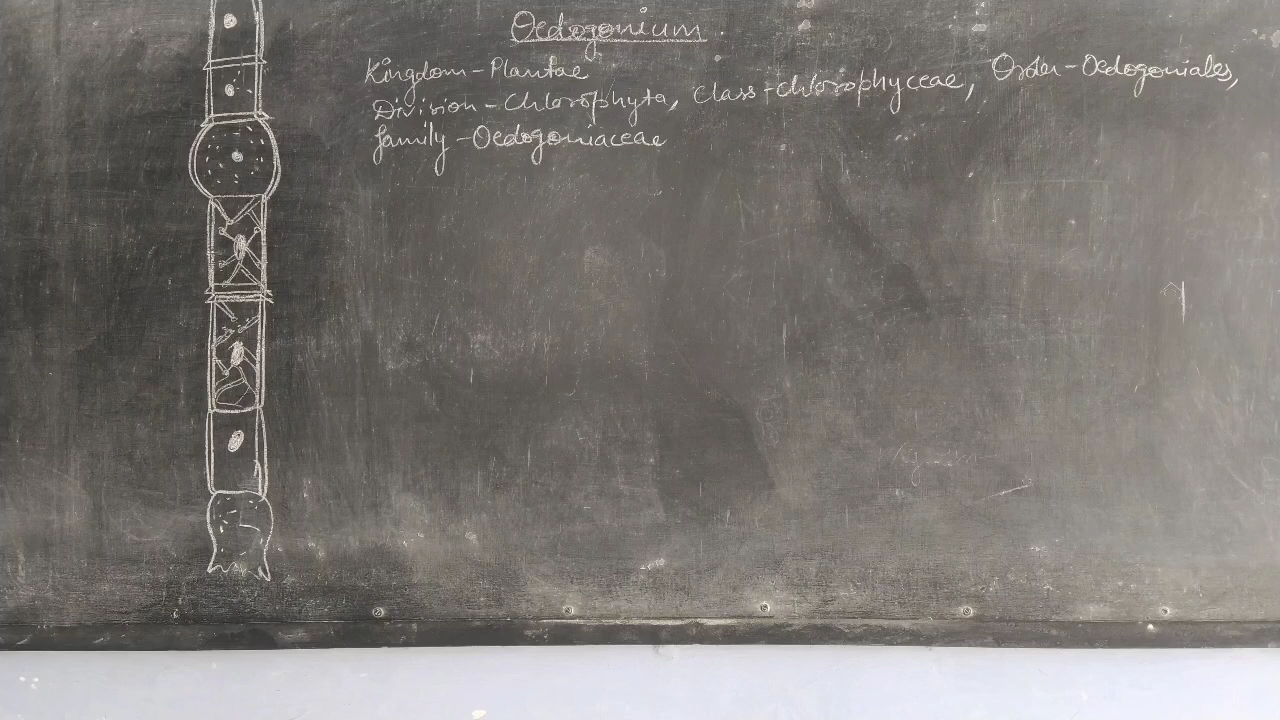 Oedogonium.
Kingdom - Plantae
Division - Chlorophyta, Class - Chlorophyceae, Order - Oedogoniales,
family - Oedogoniaceae